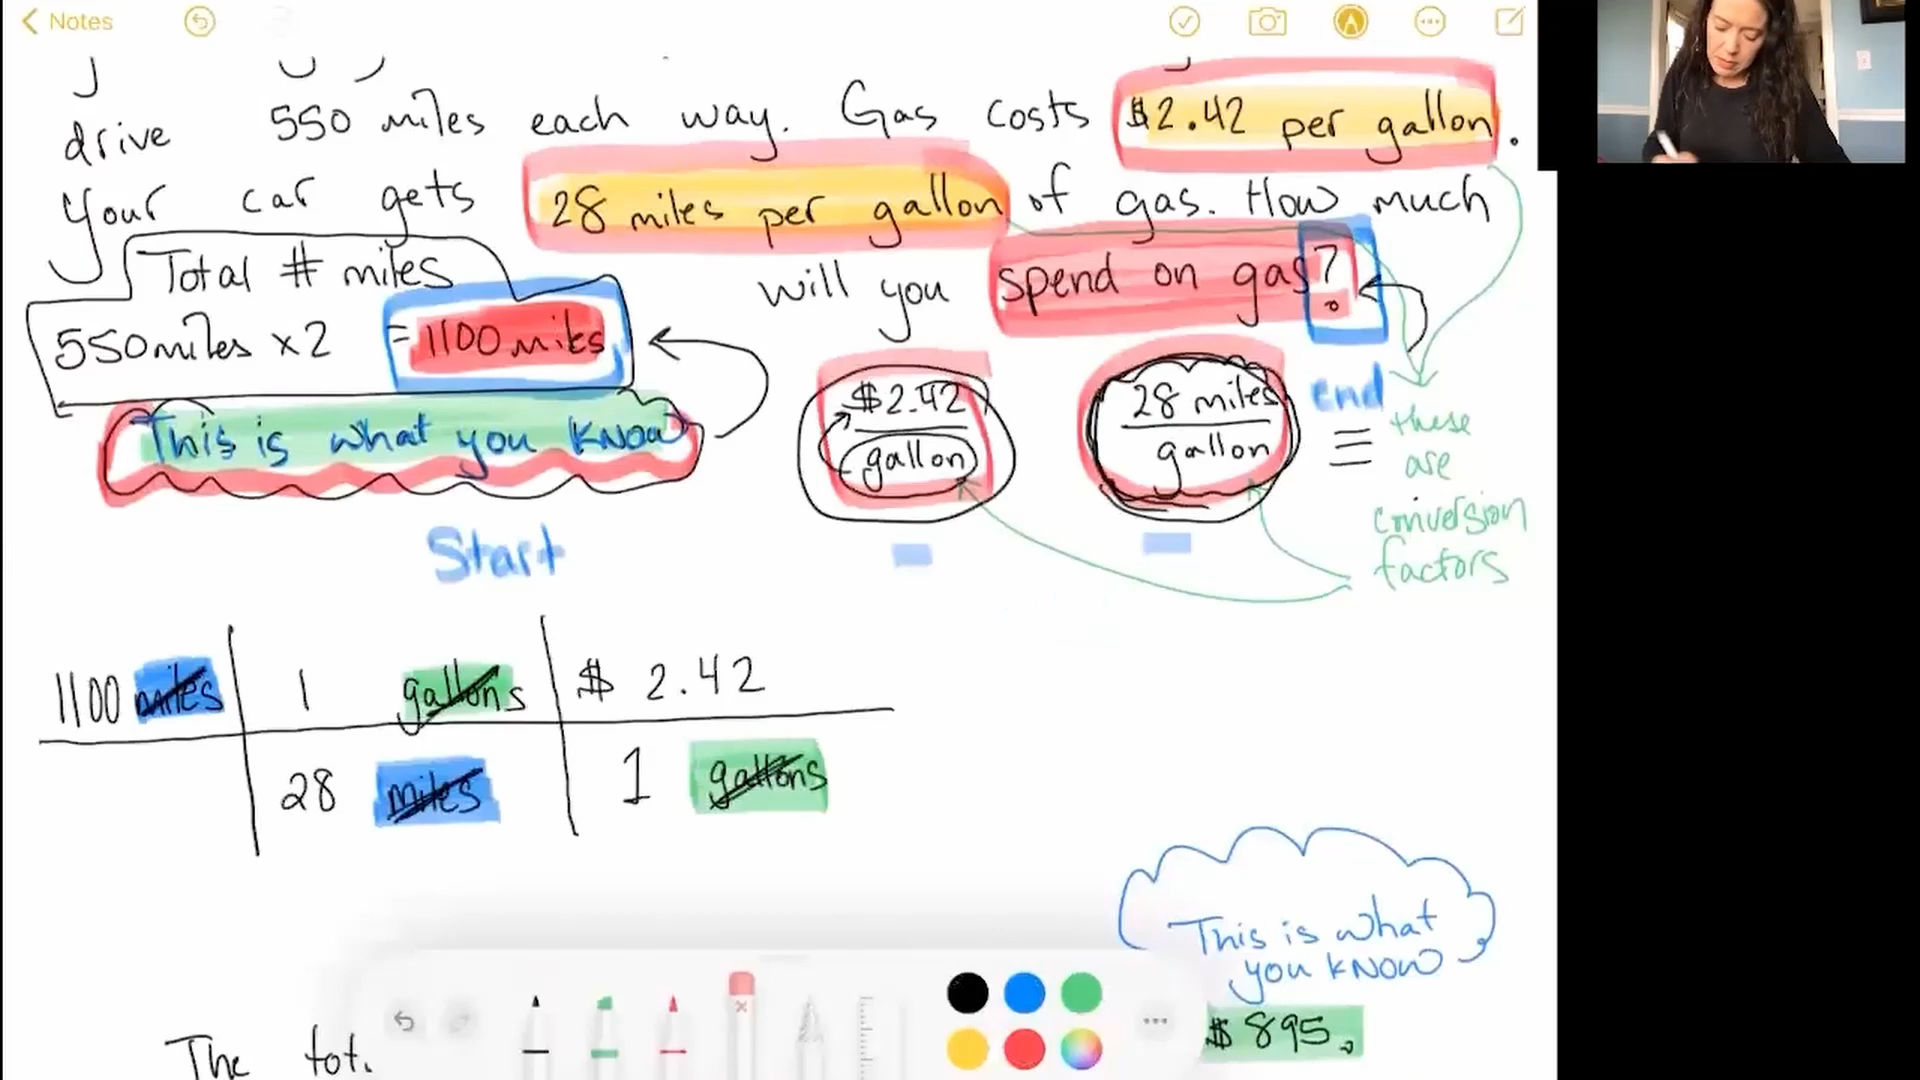 Notes
drive 550 miles each way. Gas costs $2.42 per gallon.
Your car gets 28 miles per gallon of gas. How much
will you spend on gas?
Total # miles
550miles x2 = 1100 miles
This is what you know
$2.42
gallon
28 miles
gallon
end
these
are
conversion
factors
Start
1100 miles 1 gallons $ 2.42
28 miles 1 gallons
This is what
you know
The tot.
$ 895.